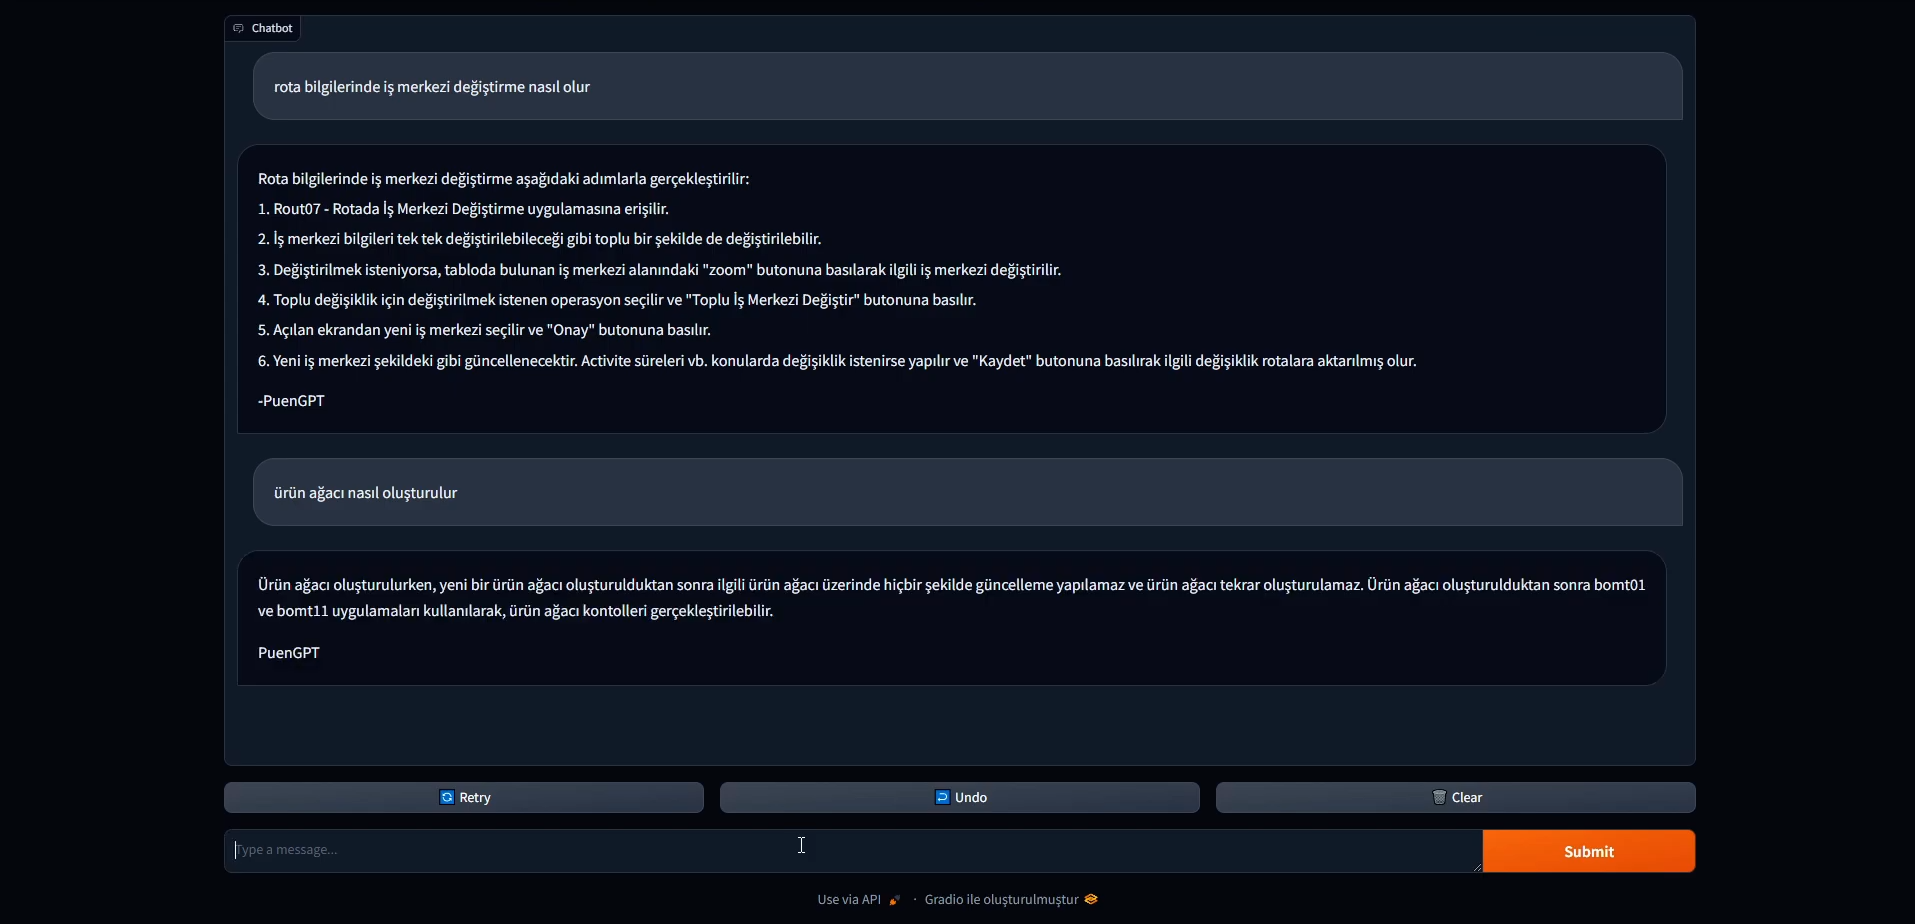 Chatbot
rota bilgilerinde iş merkezi değiştirme nasıl olur
Rota bilgilerinde iş merkezi değiştirme aşağıdaki adımlarla gerçekleştirilir:
1. Rout07 - Rotada İş Merkezi Değiştirme uygulamasına erişilir.
2. İş merkezi bilgileri tek tek değiştirilebileceği gibi toplu bir şekilde de değiştirilebilir.
3. Değiştirilmek isteniyorsa, tabloda bulunan iş merkezi alanındaki "zoom" butonuna basılarak ilgili iş merkezi değiştirilir.
4. Toplu değişiklik için değiştirilmek istenen operasyon seçilir ve "Toplu İş Merkezi Değiştir" butonuna basılır.
5. Açılan ekrandan yeni iş merkezi seçilir ve "Onay" butonuna basılır.
6. Yeni iş merkezi şekildeki gibi güncellenecektir. Activite süreleri vb. konularda değişiklik istenirse yapılır ve "Kaydet" butonuna basılırak ilgili değişiklik rotalara aktarılmış olur.
-PuenGPT
ürün ağacı nasıl oluşturulur
Ürün ağacı oluşturulurken, yeni bir ürün ağacı oluşturulduktan sonra ilgili ürün ağacı üzerinde hiçbir şekilde güncelleme yapılamaz ve ürün ağacı tekrar oluşturulamaz. Ürün ağacı oluşturulduktan sonra bomt01
ve bomt11 uygulamaları kullanılarak, ürün ağacı kontolleri gerçekleştirilebilir.
PuenGPT
Retry
Undo
Clear
Type a message...
Submit
Use via API · Gradio ile oluşturulmuştur